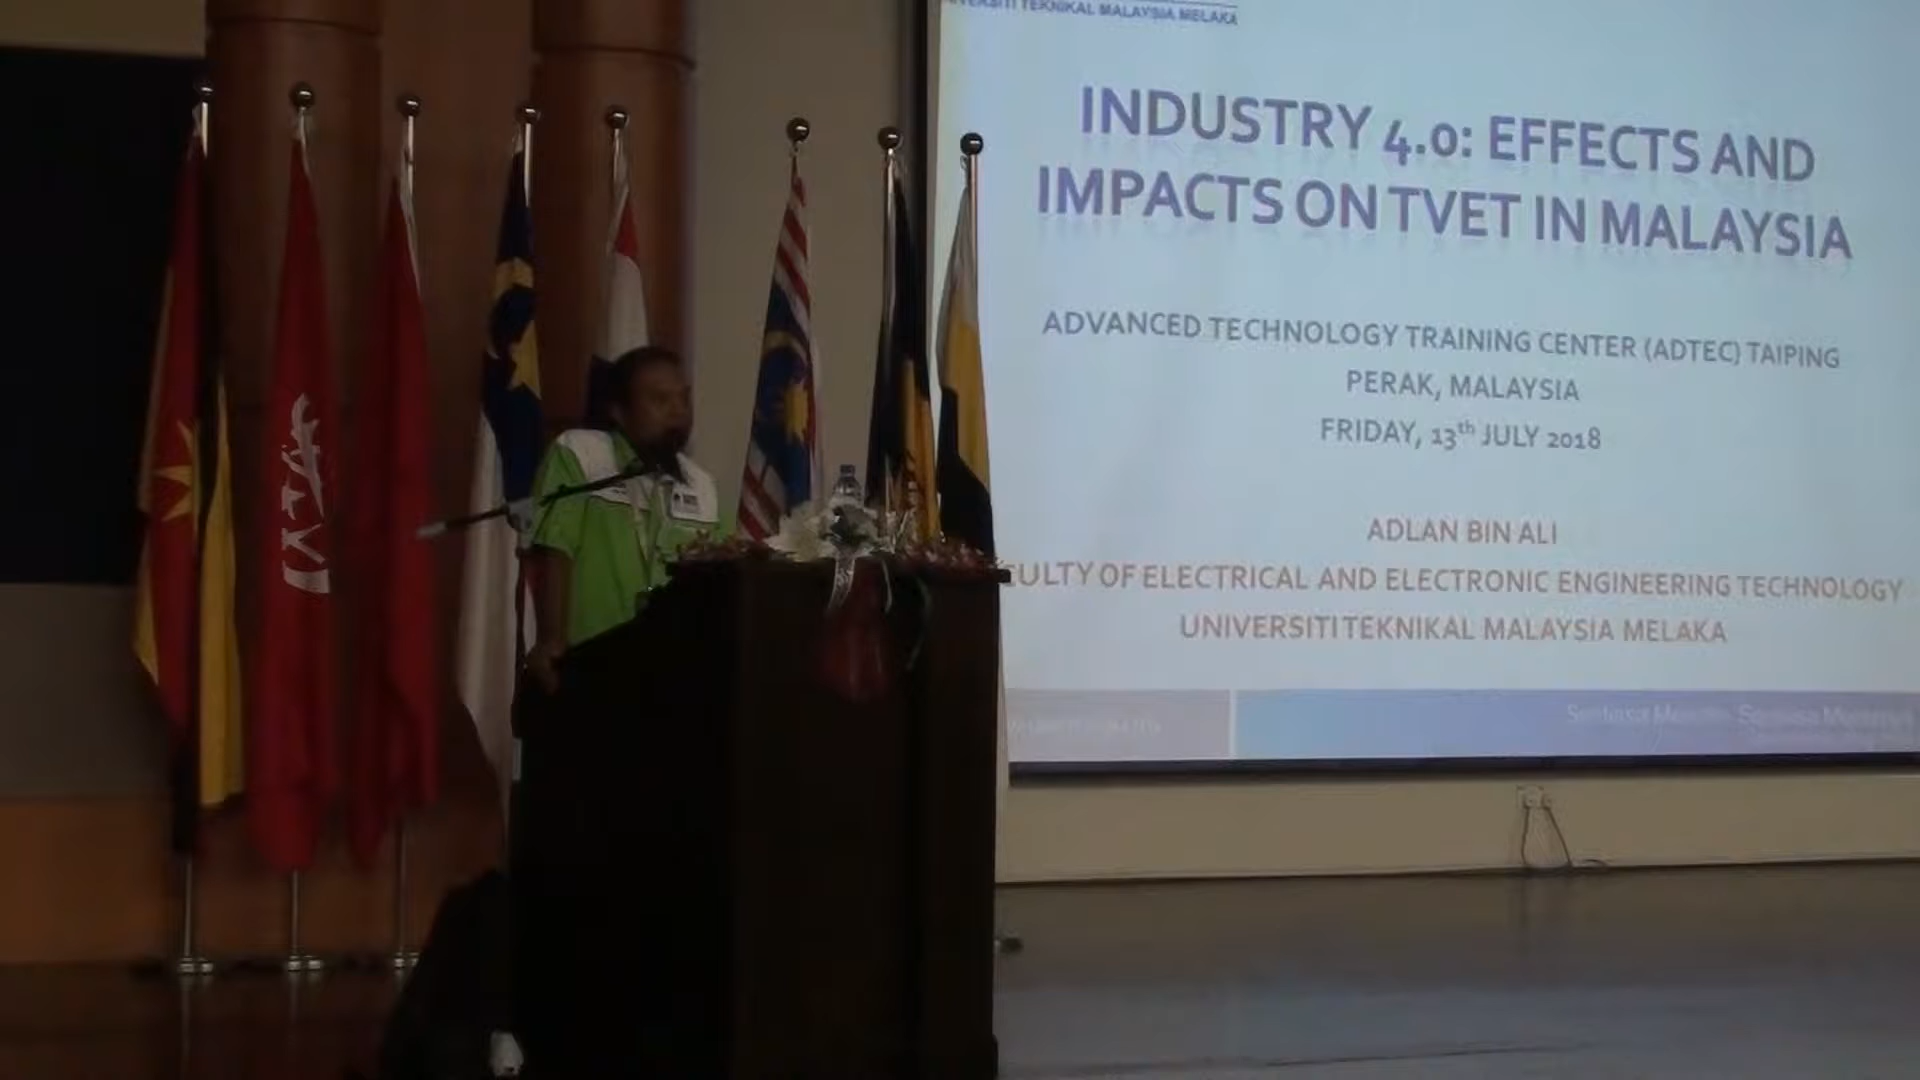 UNIVERSITI TEKNIKAL MALAYSIA MELAKA
INDUSTRY 4.0: EFFECTS AND
IMPACTS ON TVET IN MALAYSIA
ADVANCED TECHNOLOGY TRAINING CENTER (ADTEC) TAIPING
PERAK, MALAYSIA
FRIDAY, 13th JULY 2018
ADLAN BIN ALI
CULTY OF ELECTRICAL AND ELECTRONIC ENGINEERING TECHNOLOGY
UNIVERSITI TEKNIKAL MALAYSIA MELAKA